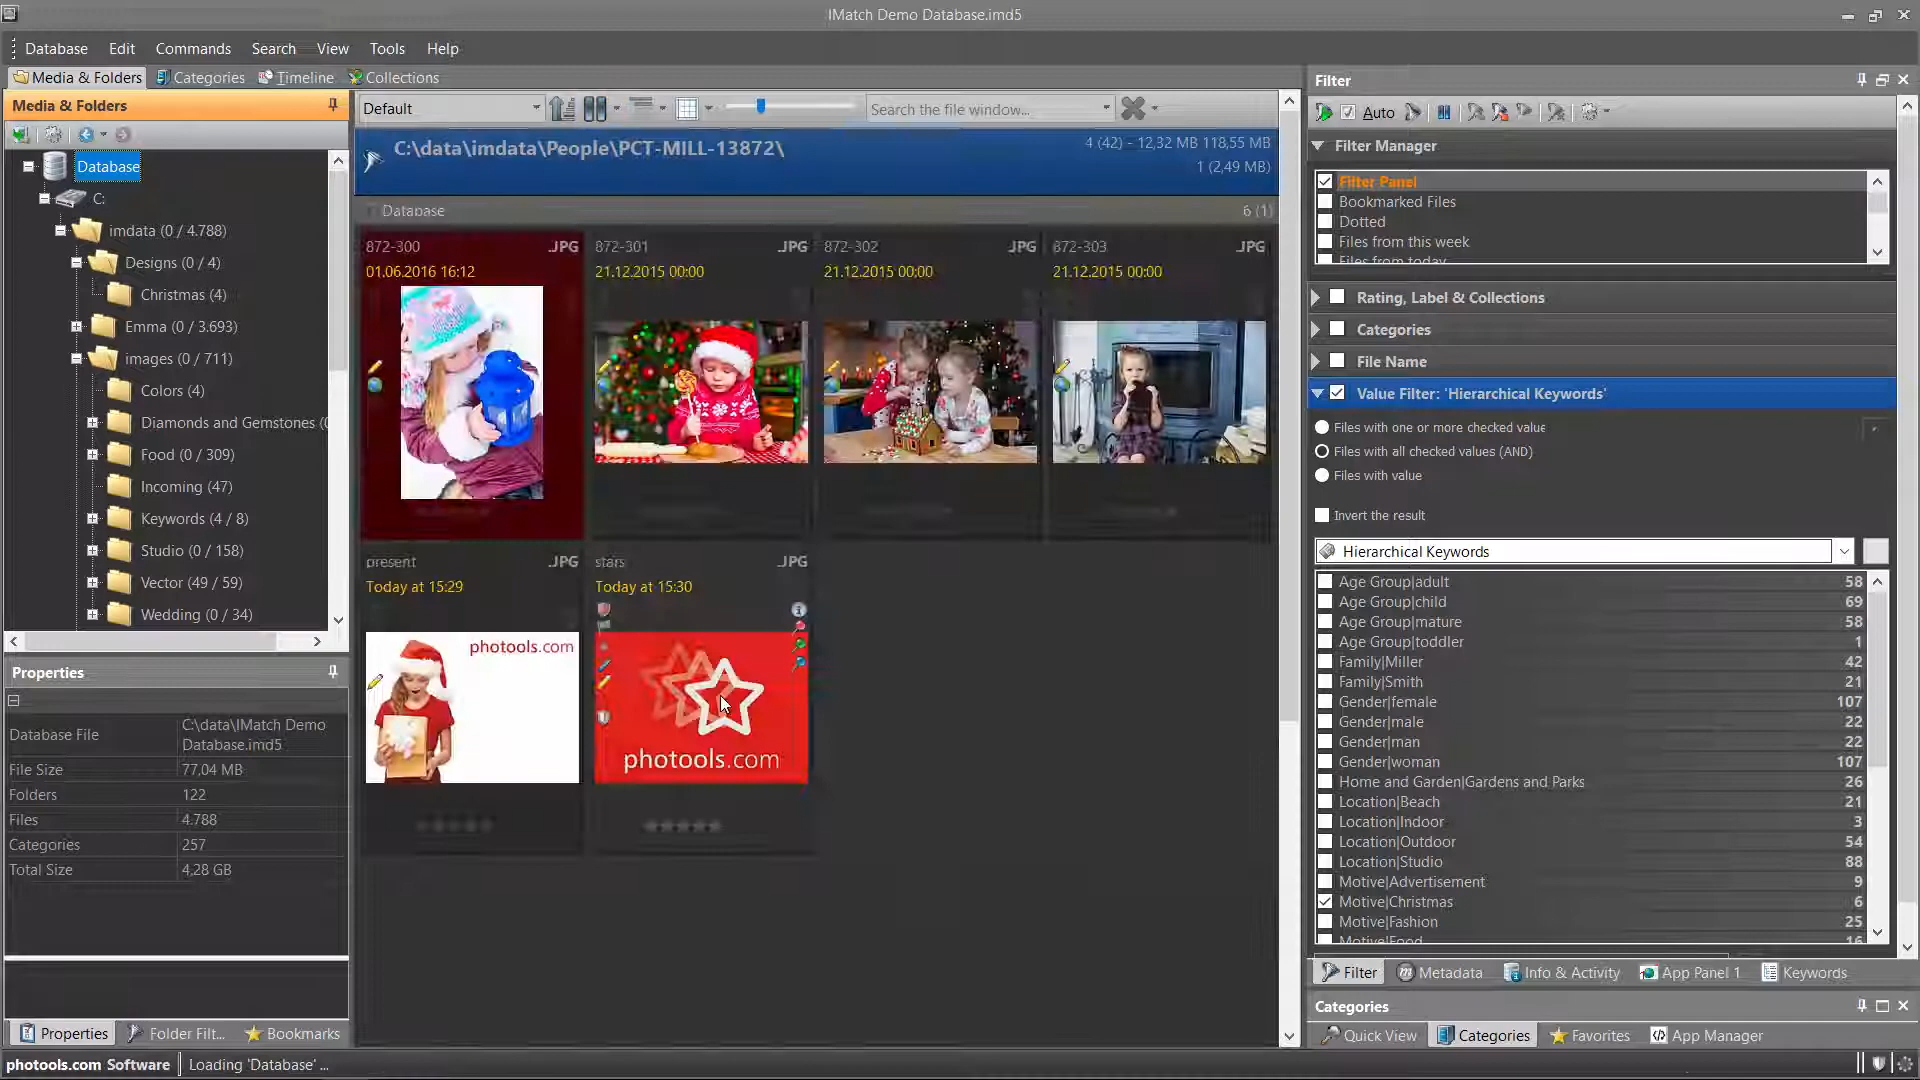 IMatch Demo Database.imd5
Database Edit Commands Search View Tools Help
Media & Folders Categories Timeline Collections
Media & Folders
Database
C:
imdata (0 / 4.788)
Designs (0 / 4)
Christmas (4)
Emma (0 / 3.693)
images (0 / 711)
Colors (4)
Diamonds and Gemstones (0
Food (0 / 309)
Incoming (47)
Keywords (4 / 8)
Studio (0 / 158)
Vector (49 / 59)
Wedding (0 / 34)
Properties
Database File C:\data\IMatch Demo
Database.imd5
File Size 77,04 MB
Folders 122
Files 4.788
Categories 257
Total Size 4,28 GB
Properties Folder Filt... Bookmarks
photools.com Software Loading 'Database' ...
Default Search the file window...
C:\data\imdata\People\PCT-MILL-13872\ 4 (42) - 12,32 MB 118,55 MB
1 (2,49 MB)
Database 6 (1)
872-300 .JPG 872-301 .JPG 872-302 .JPG 872-303 .JPG
01.06.2016 16:12 21.12.2015 00:00 21.12.2015 00:00 21.12.2015 00:00
present .JPG stars .JPG
Today at 15:29 Today at 15:30
photools.com
photools.com
Filter
Auto
Filter Manager
Filter Panel
Bookmarked Files
Dotted
Files from this week
Files from today
Rating, Label & Collections
Categories
File Name
Value Filter: 'Hierarchical Keywords'
Files with one or more checked value
Files with all checked values (AND)
Files with value
Invert the result
Hierarchical Keywords
Age Group|adult 58
Age Group|child 69
Age Group|mature 58
Age Group|toddler 1
Family|Miller 42
Family|Smith 21
Gender|female 107
Gender|male 22
Gender|man 22
Gender|woman 107
Home and Garden|Gardens and Parks 26
Location|Beach 21
Location|Indoor 3
Location|Outdoor 54
Location|Studio 88
Motive|Advertisement 9
Motive|Christmas 6
Motive|Fashion 25
Motive|Food 16
Filter Metadata Info & Activity App Panel 1 Keywords
Categories
Quick View Categories Favorites App Manager